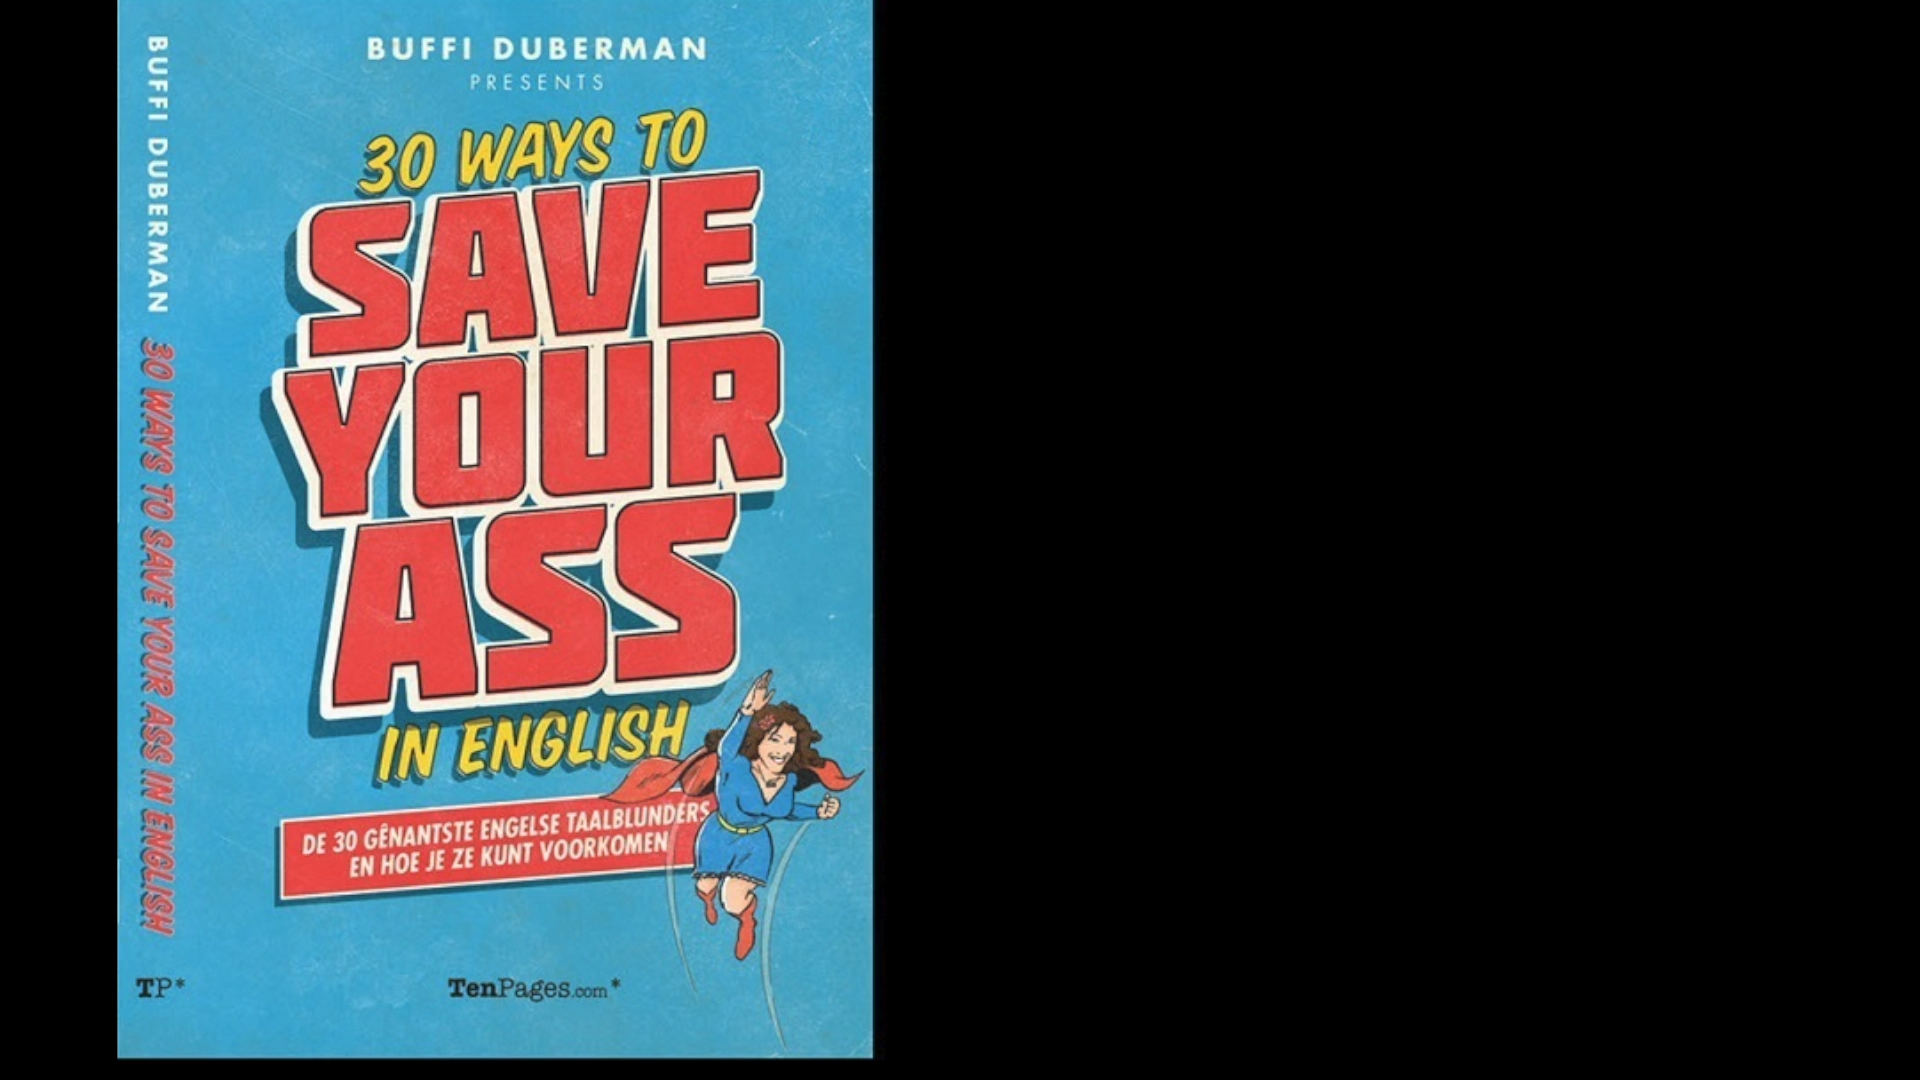 BUFFI DUBERMAN 30 WAYS TO SAVE YOUR ASS IN ENGLISH
TP*
BUFFI DUBERMAN
PRESENTS
30 WAYS TO
SAVE
YOUR
ASS
IN ENGLISH
DE 30 GÊNANTSTE ENGELSE TAALBLUNDERS
EN HOE JE ZE KUNT VOORKOMEN
TenPages.com*